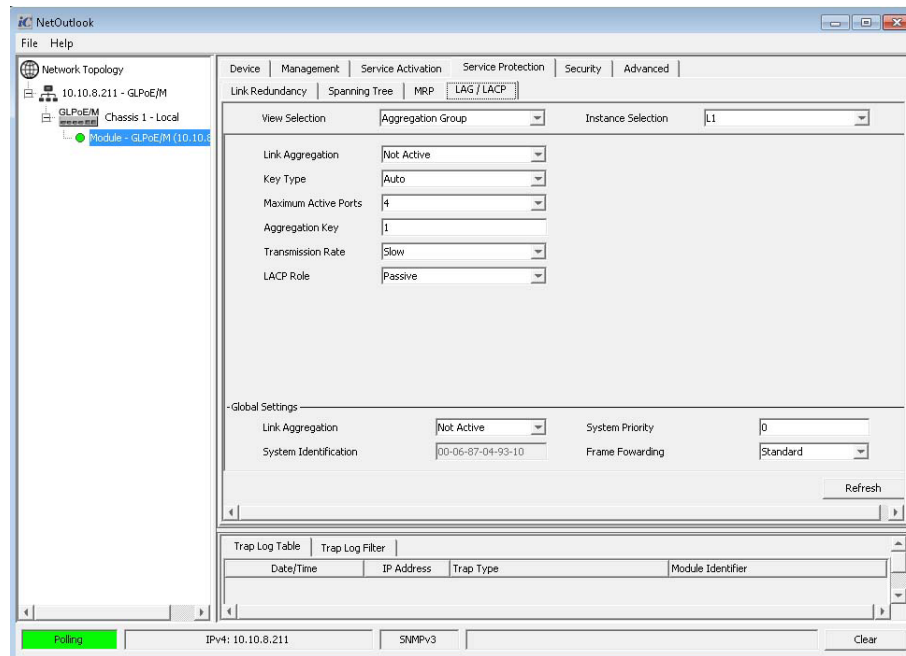 iC NetOutlook
File Help
Network Topology
10.10.8.211 - GLPoE/M
GLPoE/M Chassis 1 - Local
Module - GLPoE/M (10.10.8
Device Management Service Activation Service Protection Security Advanced
Link Redundancy Spanning Tree MRP LAG / LACP
View Selection Aggregation Group Instance Selection L1
Link Aggregation Not Active
Key Type Auto
Maximum Active Ports 4
Aggregation Key 1
Transmission Rate Slow
LACP Role Passive
Global Settings
Link Aggregation Not Active System Priority 0
System Identification 00-06-87-04-93-10 Frame Fowarding Standard
Refresh
Trap Log Table Trap Log Filter
Date/Time IP Address Trap Type Module Identifier
Polling IPv4: 10.10.8.211 SNMPv3 Clear